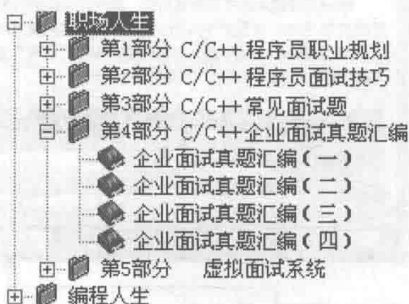 职场人生
第1部分 C/C++程序员职业规划
第2部分 C/C++程序员面试技巧
第3部分 C/C++常见面试题
第4部分 C/C++企业面试真题汇编
企业面试真题汇编(一)
企业面试真题汇编(二)
企业面试真题汇编(三)
企业面试真题汇编(四)
第5部分 虚拟面试系统
编程人生